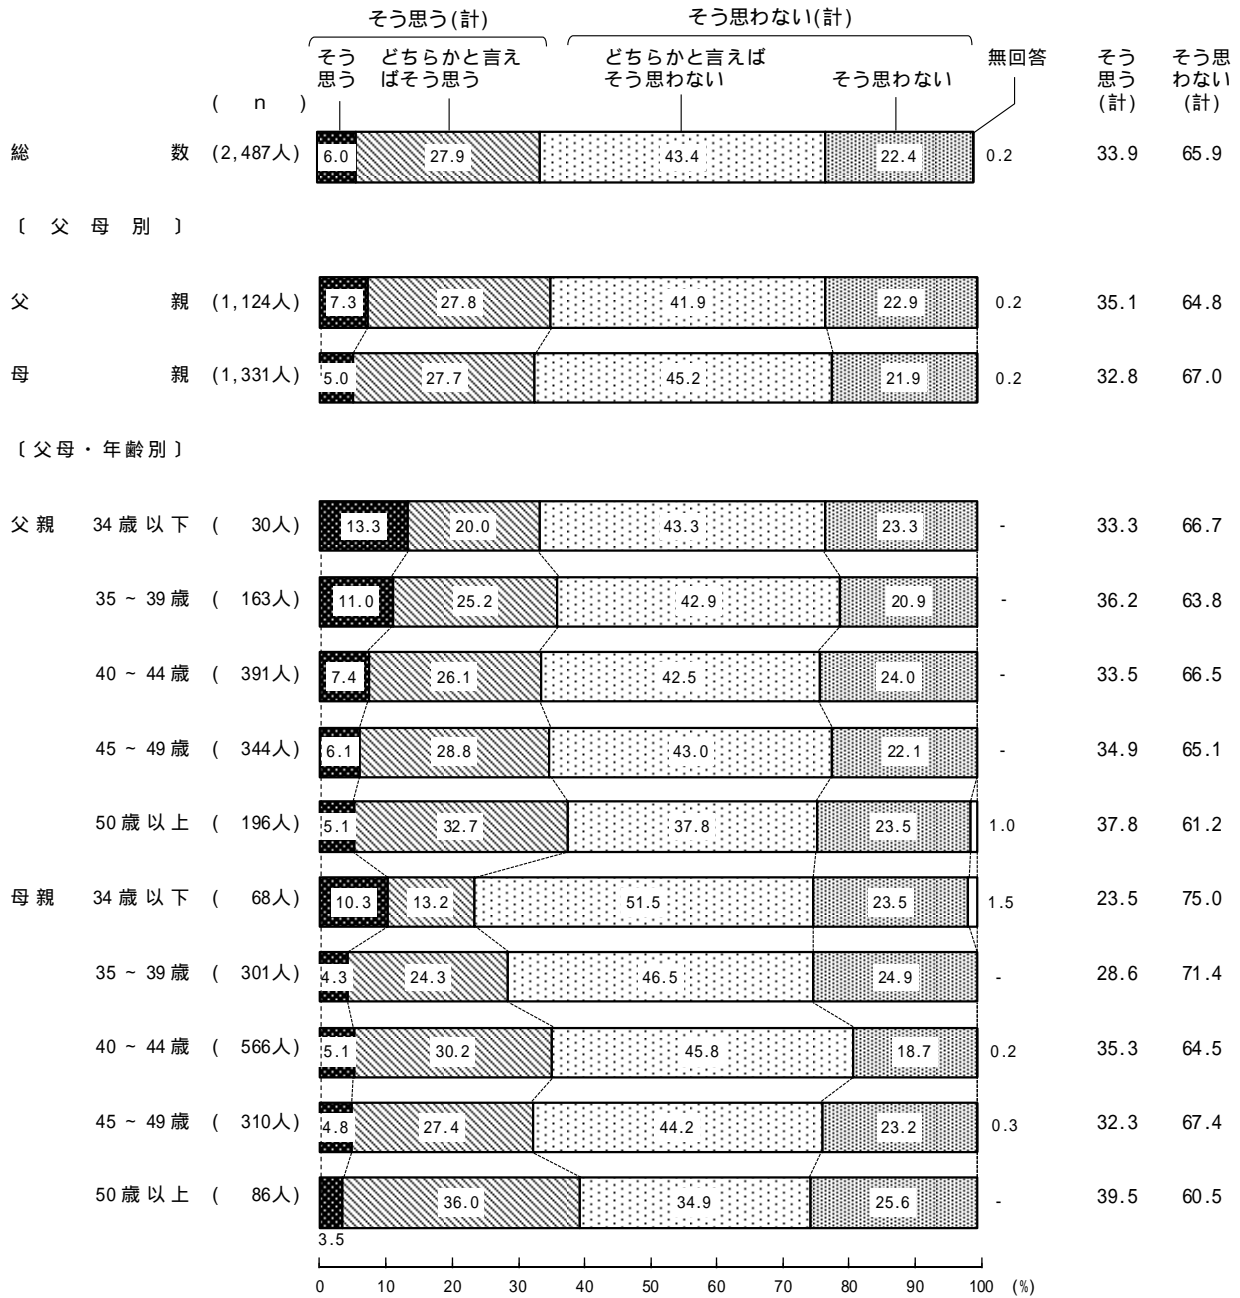 そう思う(計)
そう思わない(計)
そう思う
どちらかと言えばそう思う
どちらかと言えばそう思わない
そう思わない
無回答
そう思う(計)
そう思わない(計)
( n )
総 数 (2,487人) 6.0 27.9 43.4 22.4 0.2 33.9 65.9
〔 父 母 別 〕
父 親 (1,124人) 7.3 27.8 41.9 22.9 0.2 35.1 64.8
母 親 (1,331人) 5.0 27.7 45.2 21.9 0.2 32.8 67.0
〔父母・年齢別〕
父親 34歳以下 ( 30人) 13.3 20.0 43.3 23.3 - 33.3 66.7
35~39歳 ( 163人) 11.0 25.2 42.9 20.9 - 36.2 63.8
40~44歳 ( 391人) 7.4 26.1 42.5 24.0 - 33.5 66.5
45~49歳 ( 344人) 6.1 28.8 43.0 22.1 - 34.9 65.1
50歳以上 ( 196人) 5.1 32.7 37.8 23.5 1.0 37.8 61.2
母親 34歳以下 ( 68人) 10.3 13.2 51.5 23.5 1.5 23.5 75.0
35~39歳 ( 301人) 4.3 24.3 46.5 24.9 - 28.6 71.4
40~44歳 ( 566人) 5.1 30.2 45.8 18.7 0.2 35.3 64.5
45~49歳 ( 310人) 4.8 27.4 44.2 23.2 0.3 32.3 67.4
50歳以上 ( 86人) 36.0 34.9 25.6 - 39.5 60.5
3.5
0 10 20 30 40 50 60 70 80 90 100 (%)